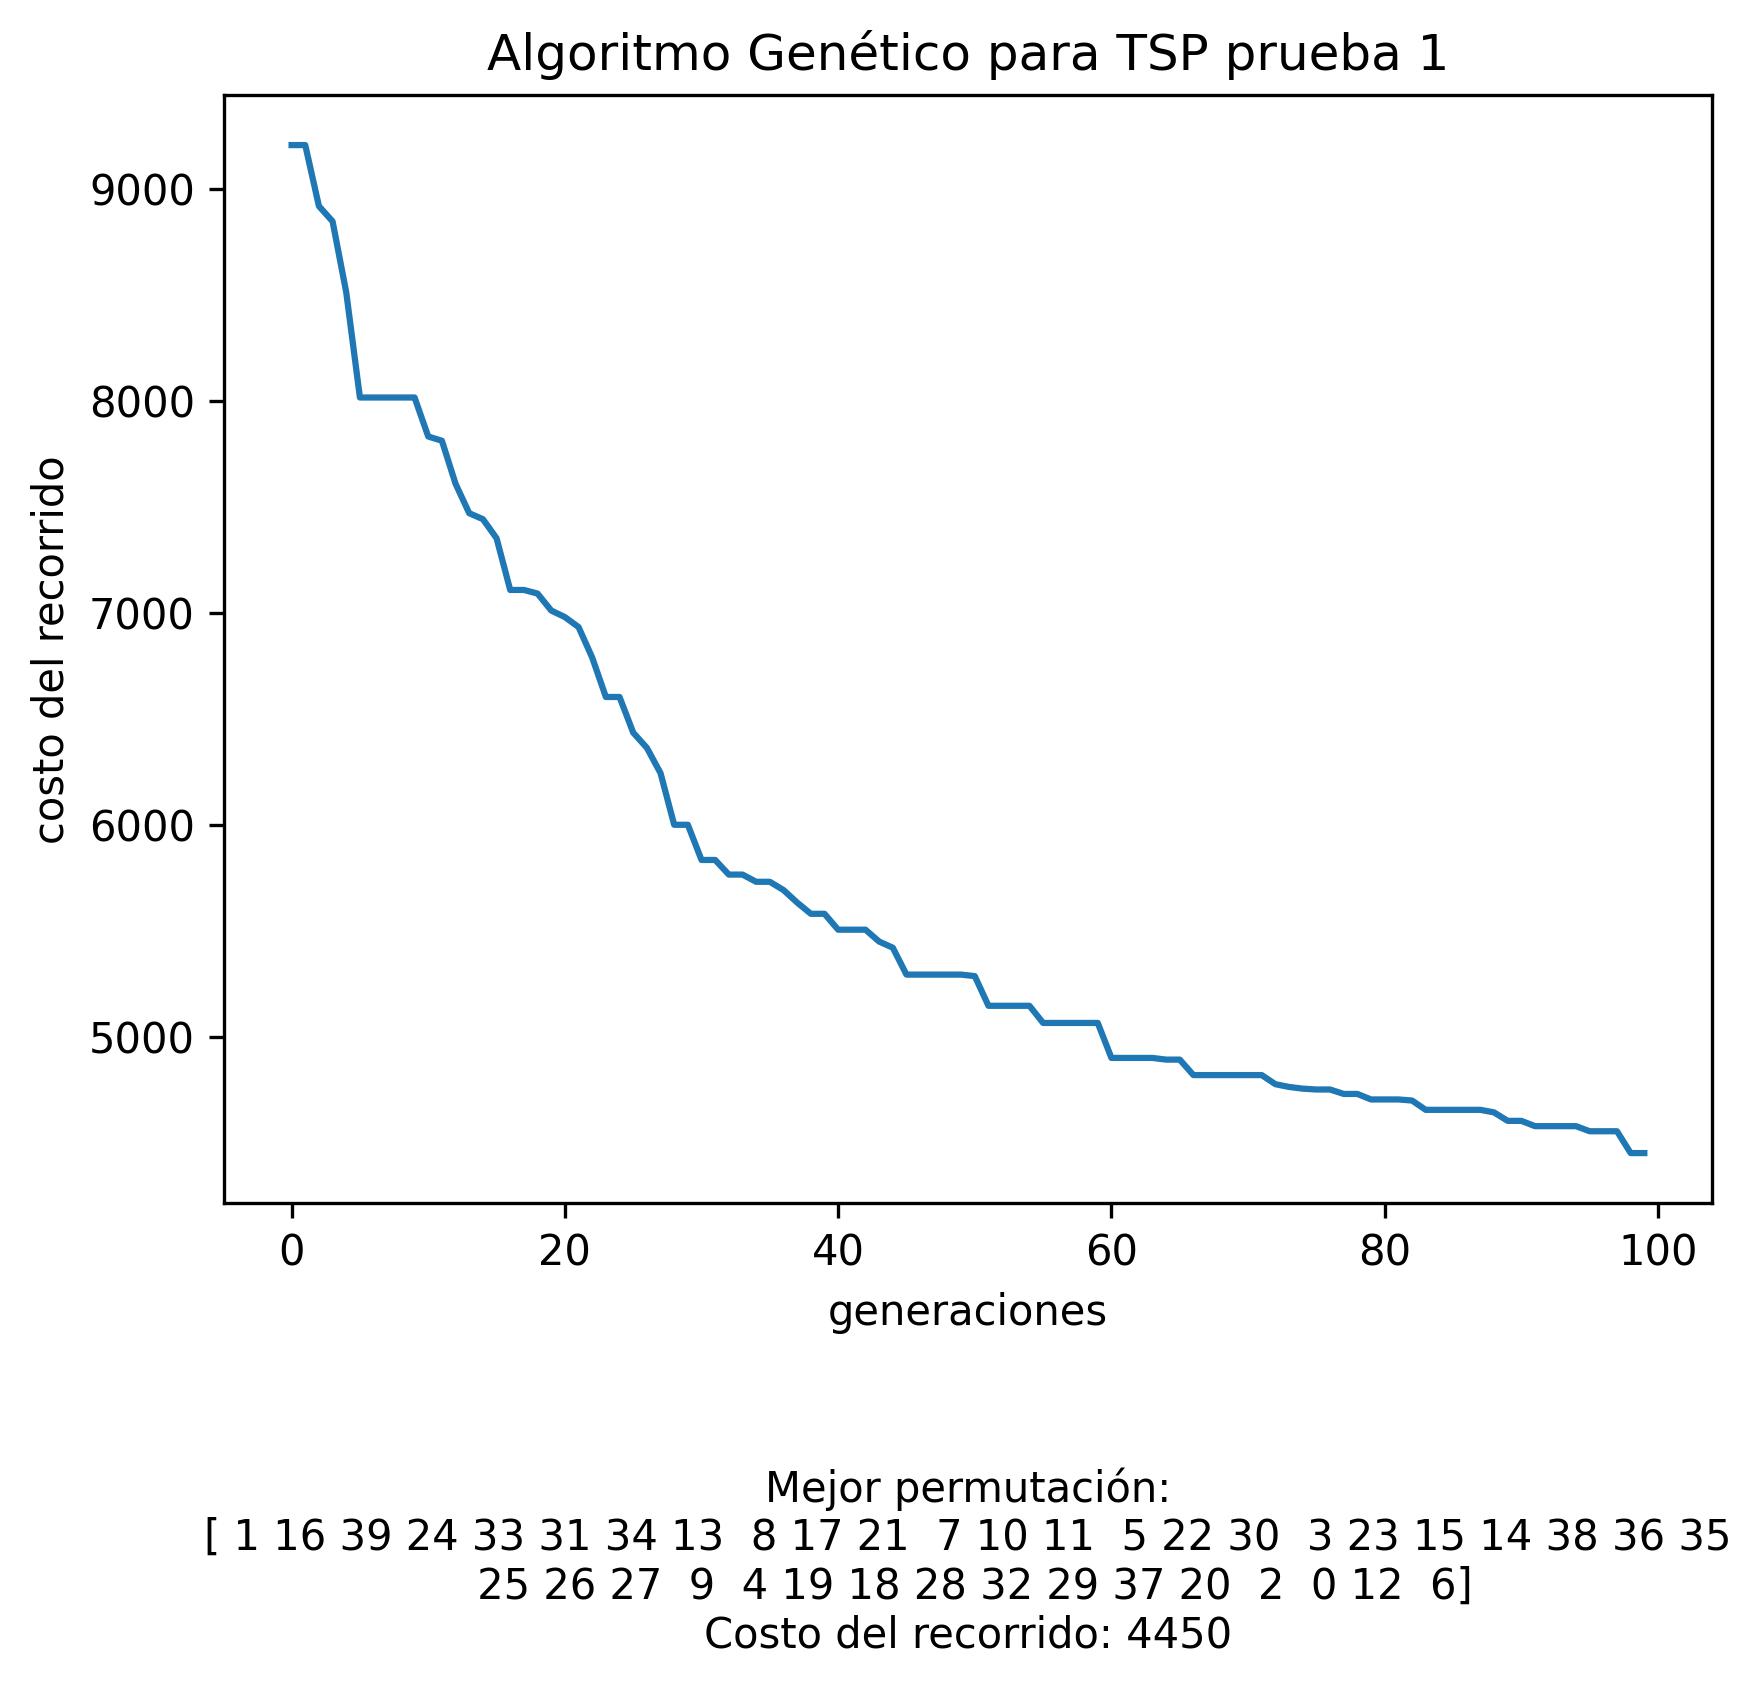 Algoritmo Genético para TSP prueba 1
costo del recorrido
9000
8000
7000
6000
5000
0 20 40 60 80 100
generaciones
Mejor permutación:
[ 1 16 39 24 33 31 34 13  8 17 21  7 10 11  5 22 30  3 23 15 14 38 36 35
25 26 27  9  4 19 18 28 32 29 37 20  2  0 12  6]
Costo del recorrido: 4450